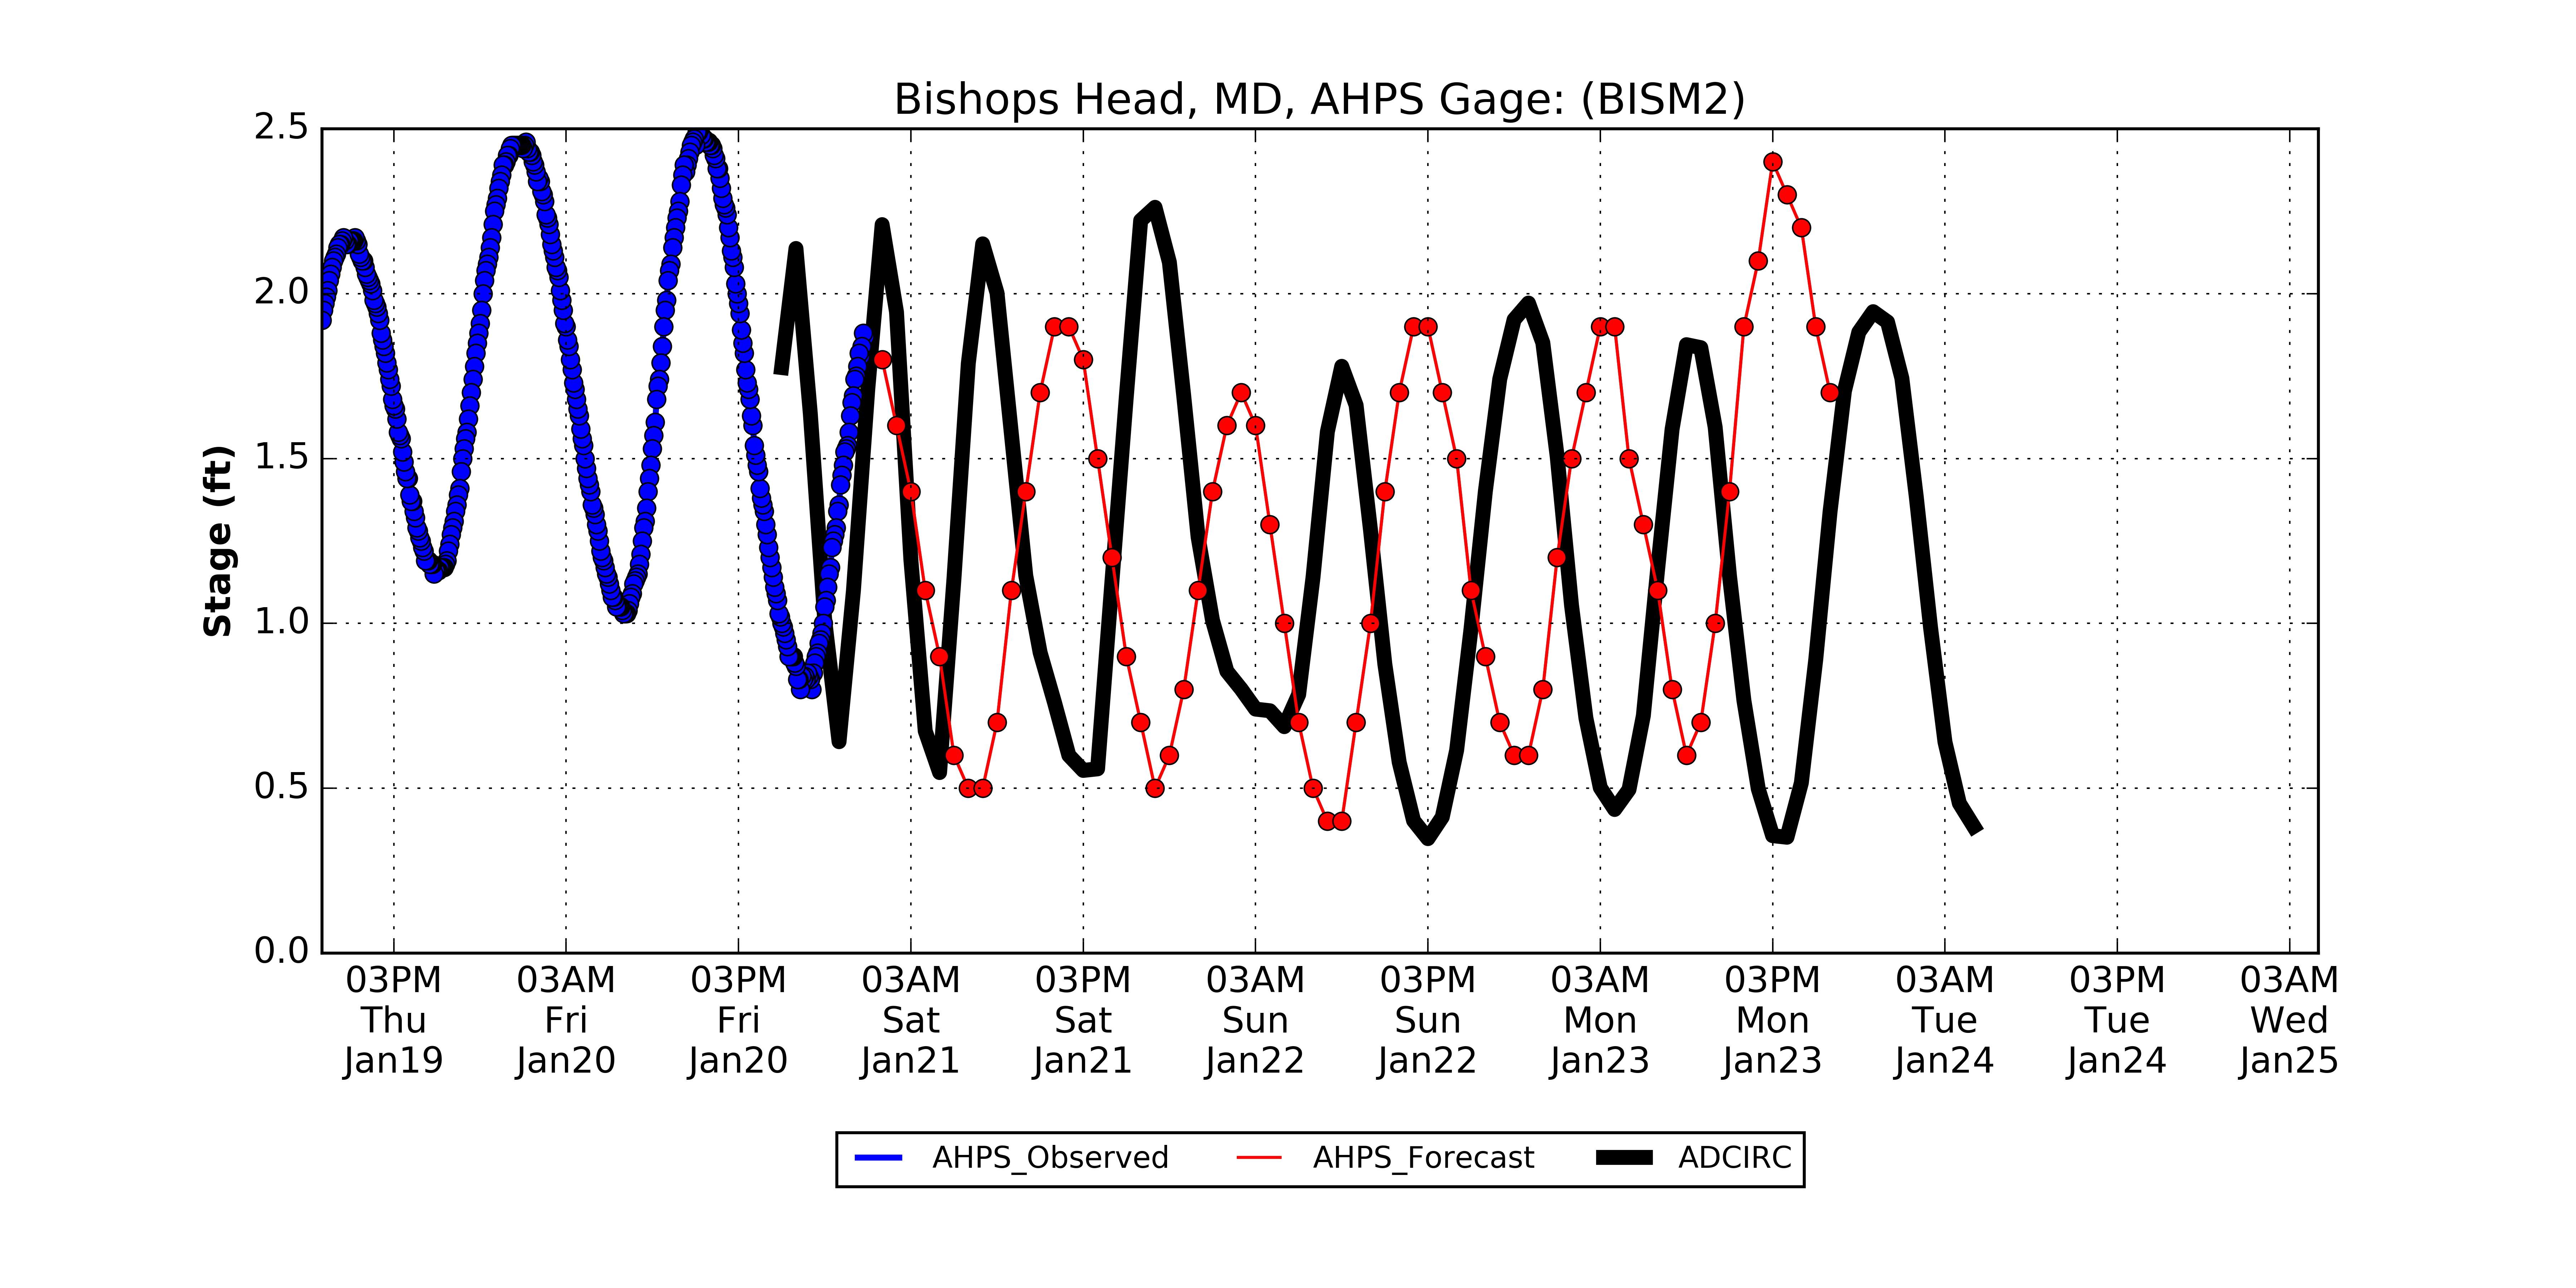 Bishops Head, MD, AHPS Gage: (BISM2)
2.5
2.0
1.5
1.0
0.5
0.0
Stage (ft)
03PM 03AM 03PM 03AM 03PM 03AM 03PM 03AM 03PM 03AM 03PM 03AM
Thu Fri Fri Sat Sat Sun Sun Mon Mon Tue Tue Wed
Jan19 Jan20 Jan20 Jan21 Jan21 Jan22 Jan22 Jan23 Jan23 Jan24 Jan24 Jan25
AHPS_Observed AHPS_Forecast ADCIRC